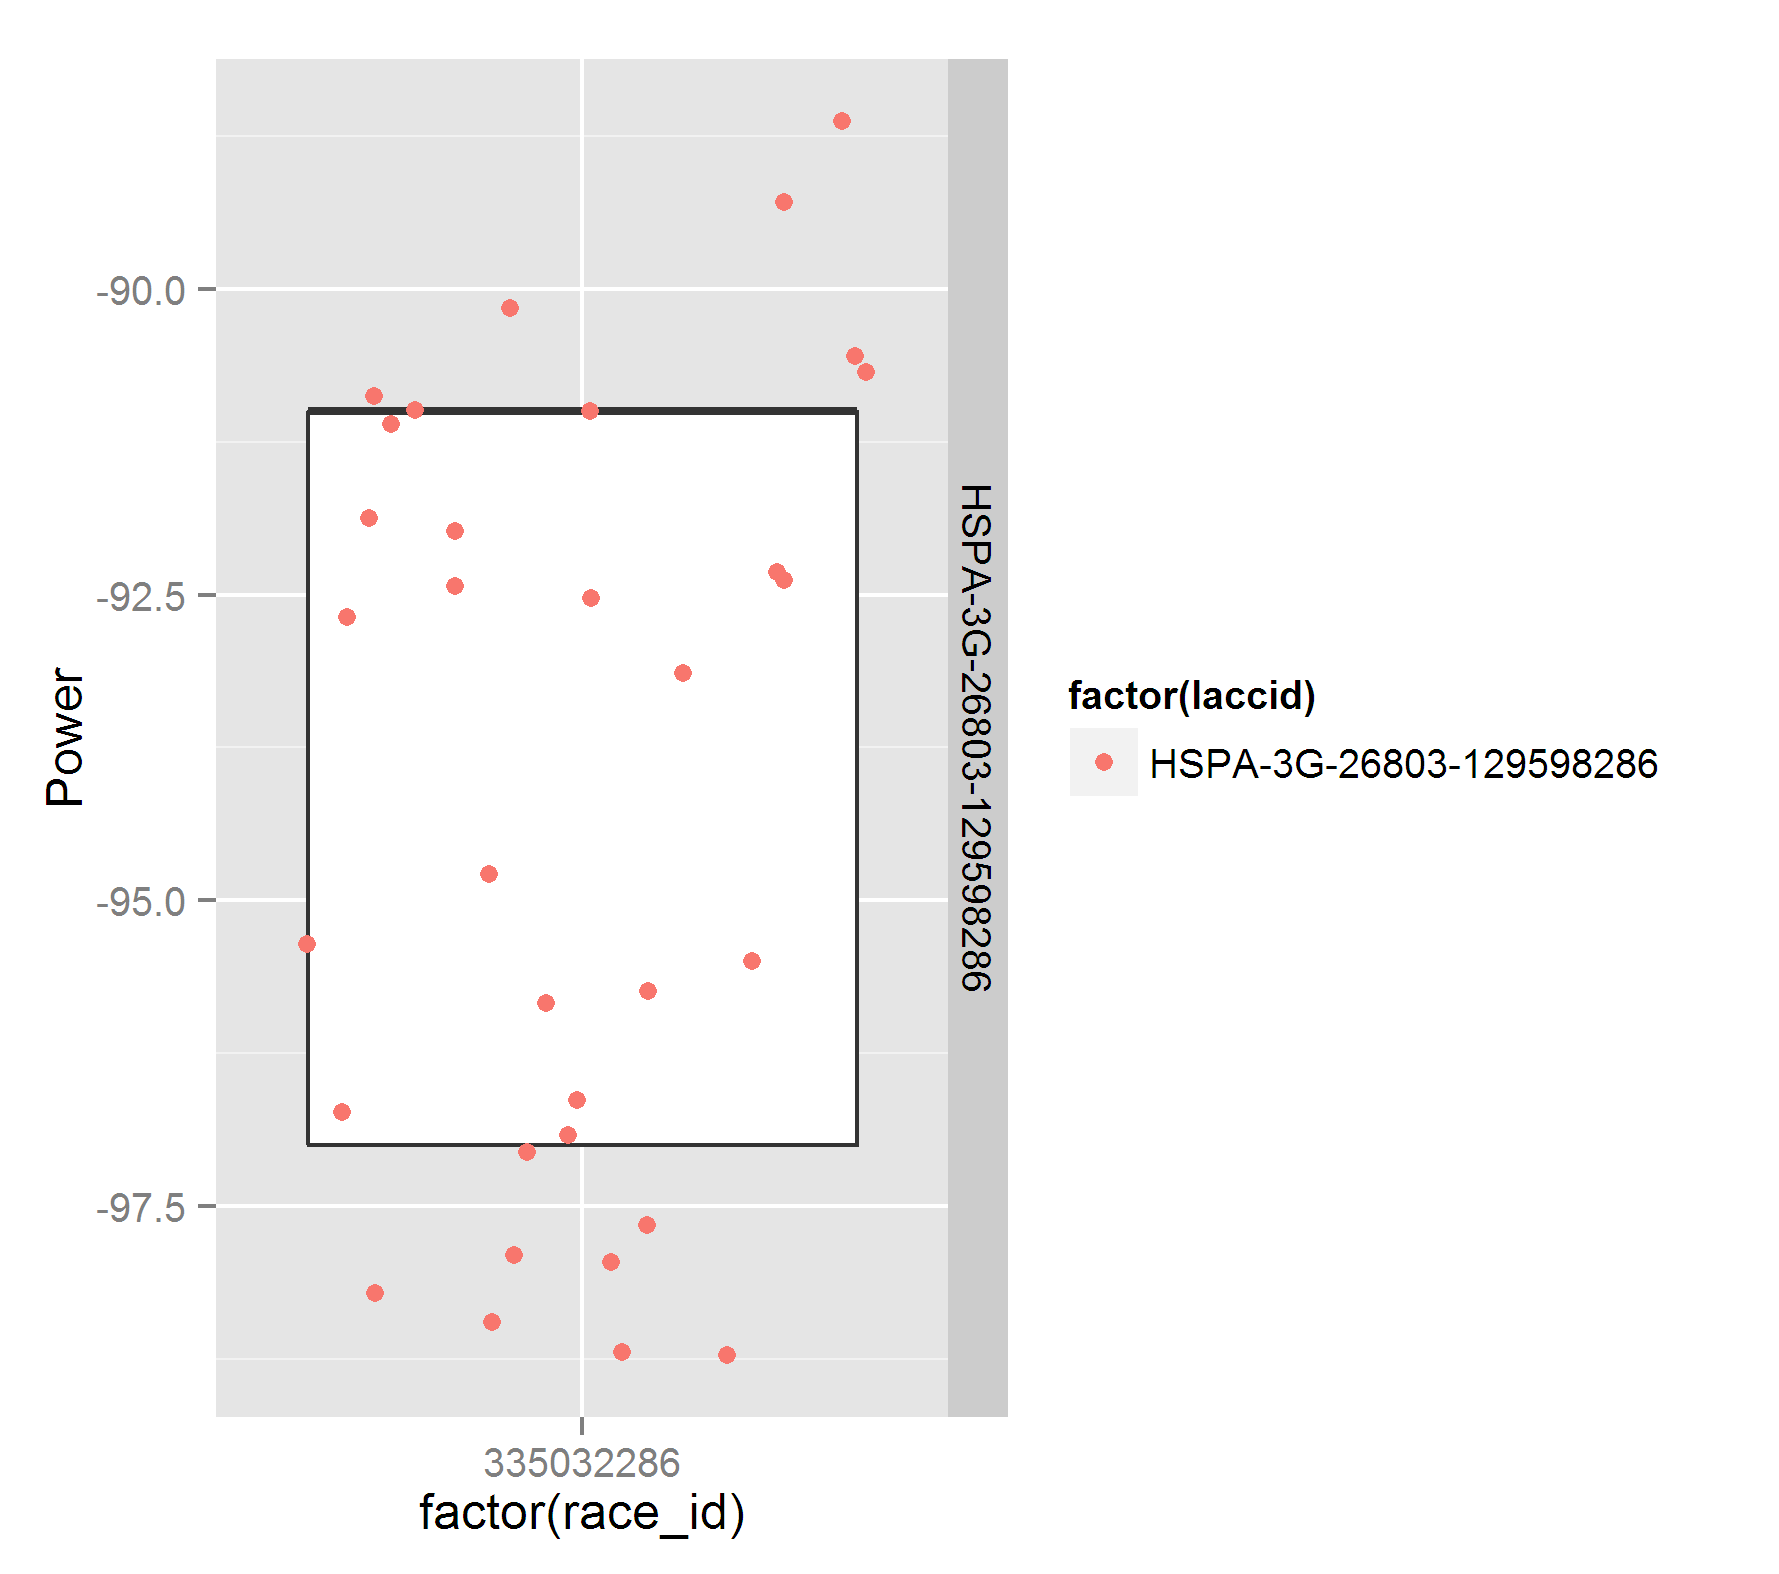 -90.0
-92.5
-95.0
-97.5
Power
HSPA-3G-26803-129598286
335032286
factor(race_id)
factor(laccid)
HSPA-3G-26803-129598286